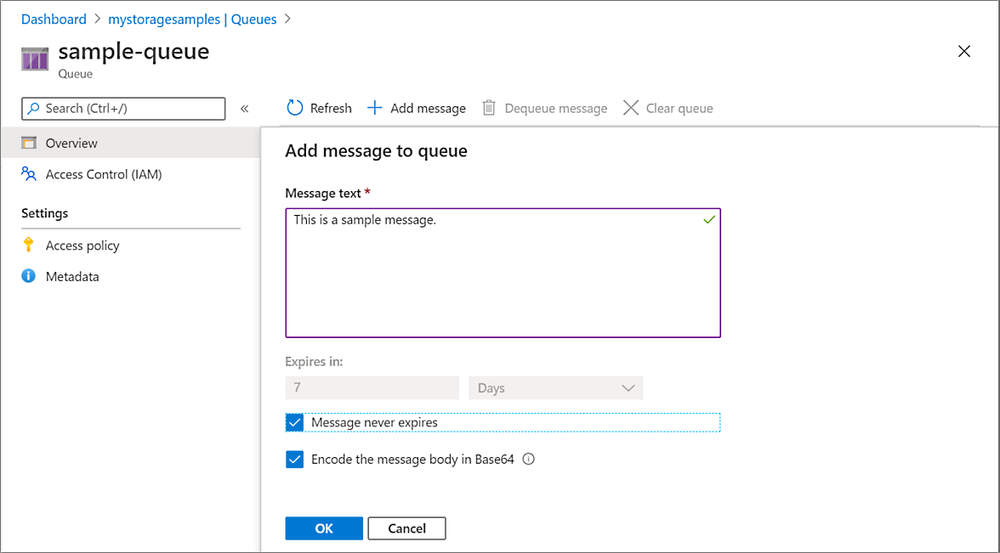 Dashboard > mystoragesamples | Queues >
sample-queue
Queue
Search (Ctrl+/)
«
Refresh
Add message
Dequeue message
Clear queue
Overview
Access Control (IAM)
Settings
Access policy
Metadata
Add message to queue
Message text *
This is a sample message.
Expires in:
7
Days
Message never expires
Encode the message body in Base64
OK
Cancel